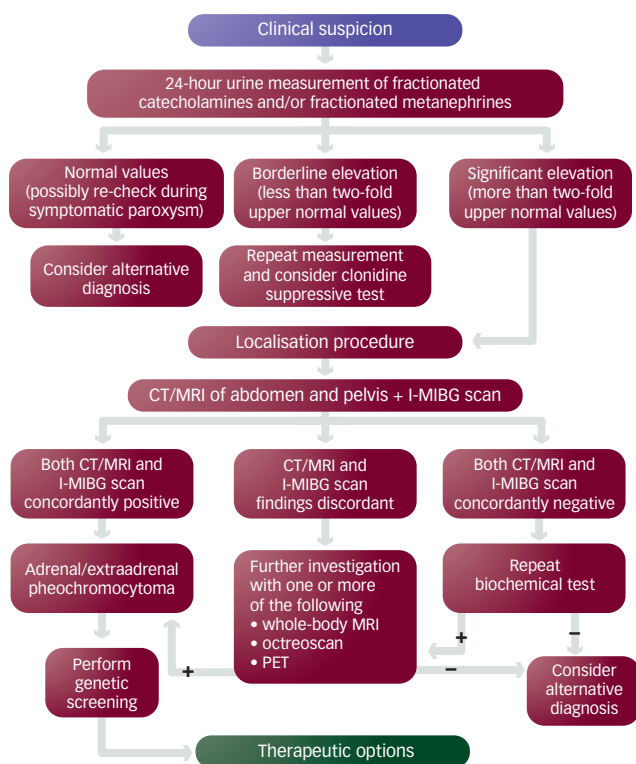 Clinical suspicion
24-hour urine measurement of fractionated
catecholamines and/or fractionated metanephrines
Normal values
(possibly re-check during
symptomatic paroxysm)
Borderline elevation
(less than two-fold
upper normal values)
Significant elevation
(more than two-fold
upper normal values)
Consider alternative
diagnosis
Repeat measurement
and consider clonidine
suppressive test
Localisation procedure
CT/MRI of abdomen and pelvis + I-MIBG scan
Both CT/MRI and
I-MIBG scan
concordantly positive
CT/MRI and
I-MIBG scan
findings discordant
Both CT/MRI and
I-MIBG scan
concordantly negative
Adrenal/extraadrenal
pheochromocytoma
Further investigation
with one or more
of the following
• whole-body MRI
• octreoscan
• PET
Repeat
biochemical test
+
–
+
–
Perform
genetic
screening
Consider
alternative
diagnosis
Therapeutic options